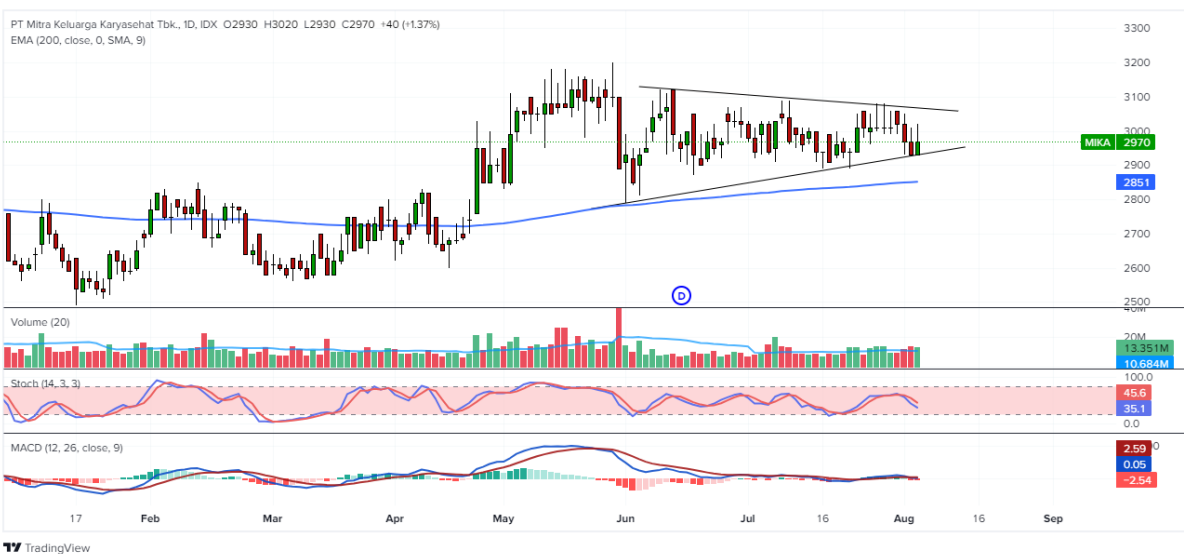 PT Mitra Keluarga Karyasehat Tbk., 1D, IDX O2930 H3020 L2930 C2970 +40 (+1.37%)
EMA (200, close, 0, SMA, 9)
3300
3200
3100
3000
MIKA 2970
2900
2851
2800
2700
2600
2500
D
Volume (20)
40M
20M
13.351M
10.684M
Stoch (14, 3, 3)
100.0
45.6
35.1
0.0
MACD (12, 26, close, 9)
2.59
0.05
−2.54
17 Feb Mar Apr May Jun Jul 16 Aug 16 Sep
TradingView